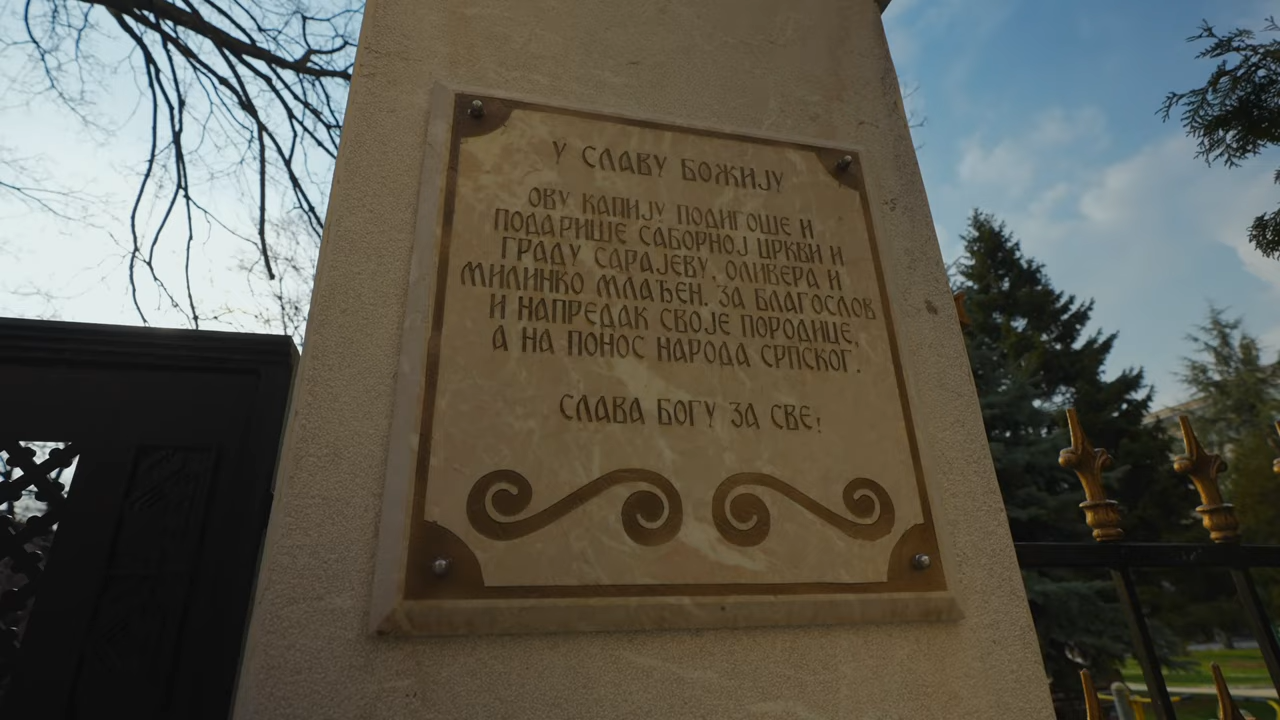 У СЛАВУ БОЖИЈУ
ОВУ КАПИЈУ ПОДИГОШЕ И
ПОДАРИШЕ САБОРНОЈ ЦРКВИ И
ГРАДУ САРАЈЕВУ, ОЛИВЕРА И
МИЛИНКО МЛАЂЕН, ЗА БЛАГОСЛОВ
И НАПРЕДАК СВОЈЕ ПОРОДИЦЕ,
А НА ПОНОС НАРОДА СРПСКОГ.
СЛАВА БОГУ ЗА СВЕ!